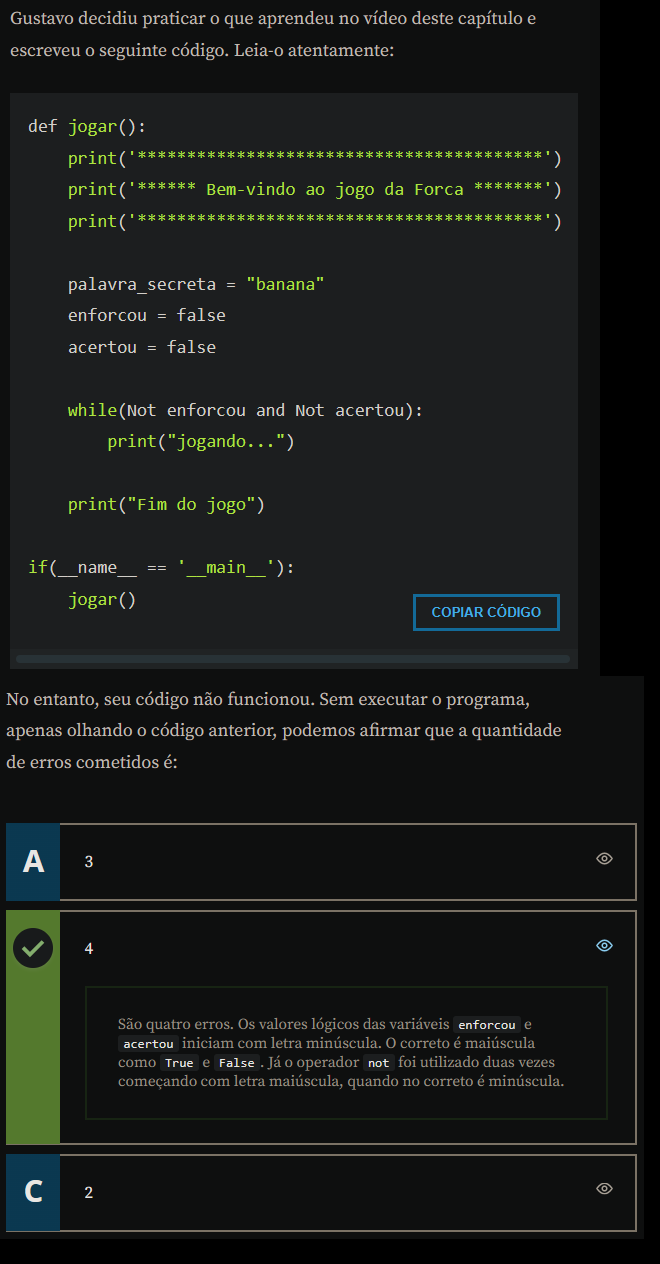 Gustavo decidiu praticar o que aprendeu no vídeo deste capítulo e
escreveu o seguinte código. Leia-o atentamente:
def jogar():
    print('*****************************************')
    print('****** Bem-vindo ao jogo da Forca *******')
    print('*****************************************')
    palavra_secreta = "banana"
    enforcou = false
    acertou = false
    while(Not enforcou and Not acertou):
        print("jogando...")
    print("Fim do jogo")
if(__name__ == '__main__'):
    jogar()
COPIAR CÓDIGO
No entanto, seu código não funcionou. Sem executar o programa,
apenas olhando o código anterior, podemos afirmar que a quantidade
de erros cometidos é:
A 3
4
São quatro erros. Os valores lógicos das variáveis enforcou e
acertou iniciam com letra minúscula. O correto é maiúscula
como True e False. Já o operador not foi utilizado duas vezes
começando com letra maiúscula, quando no correto é minúscula.
C 2